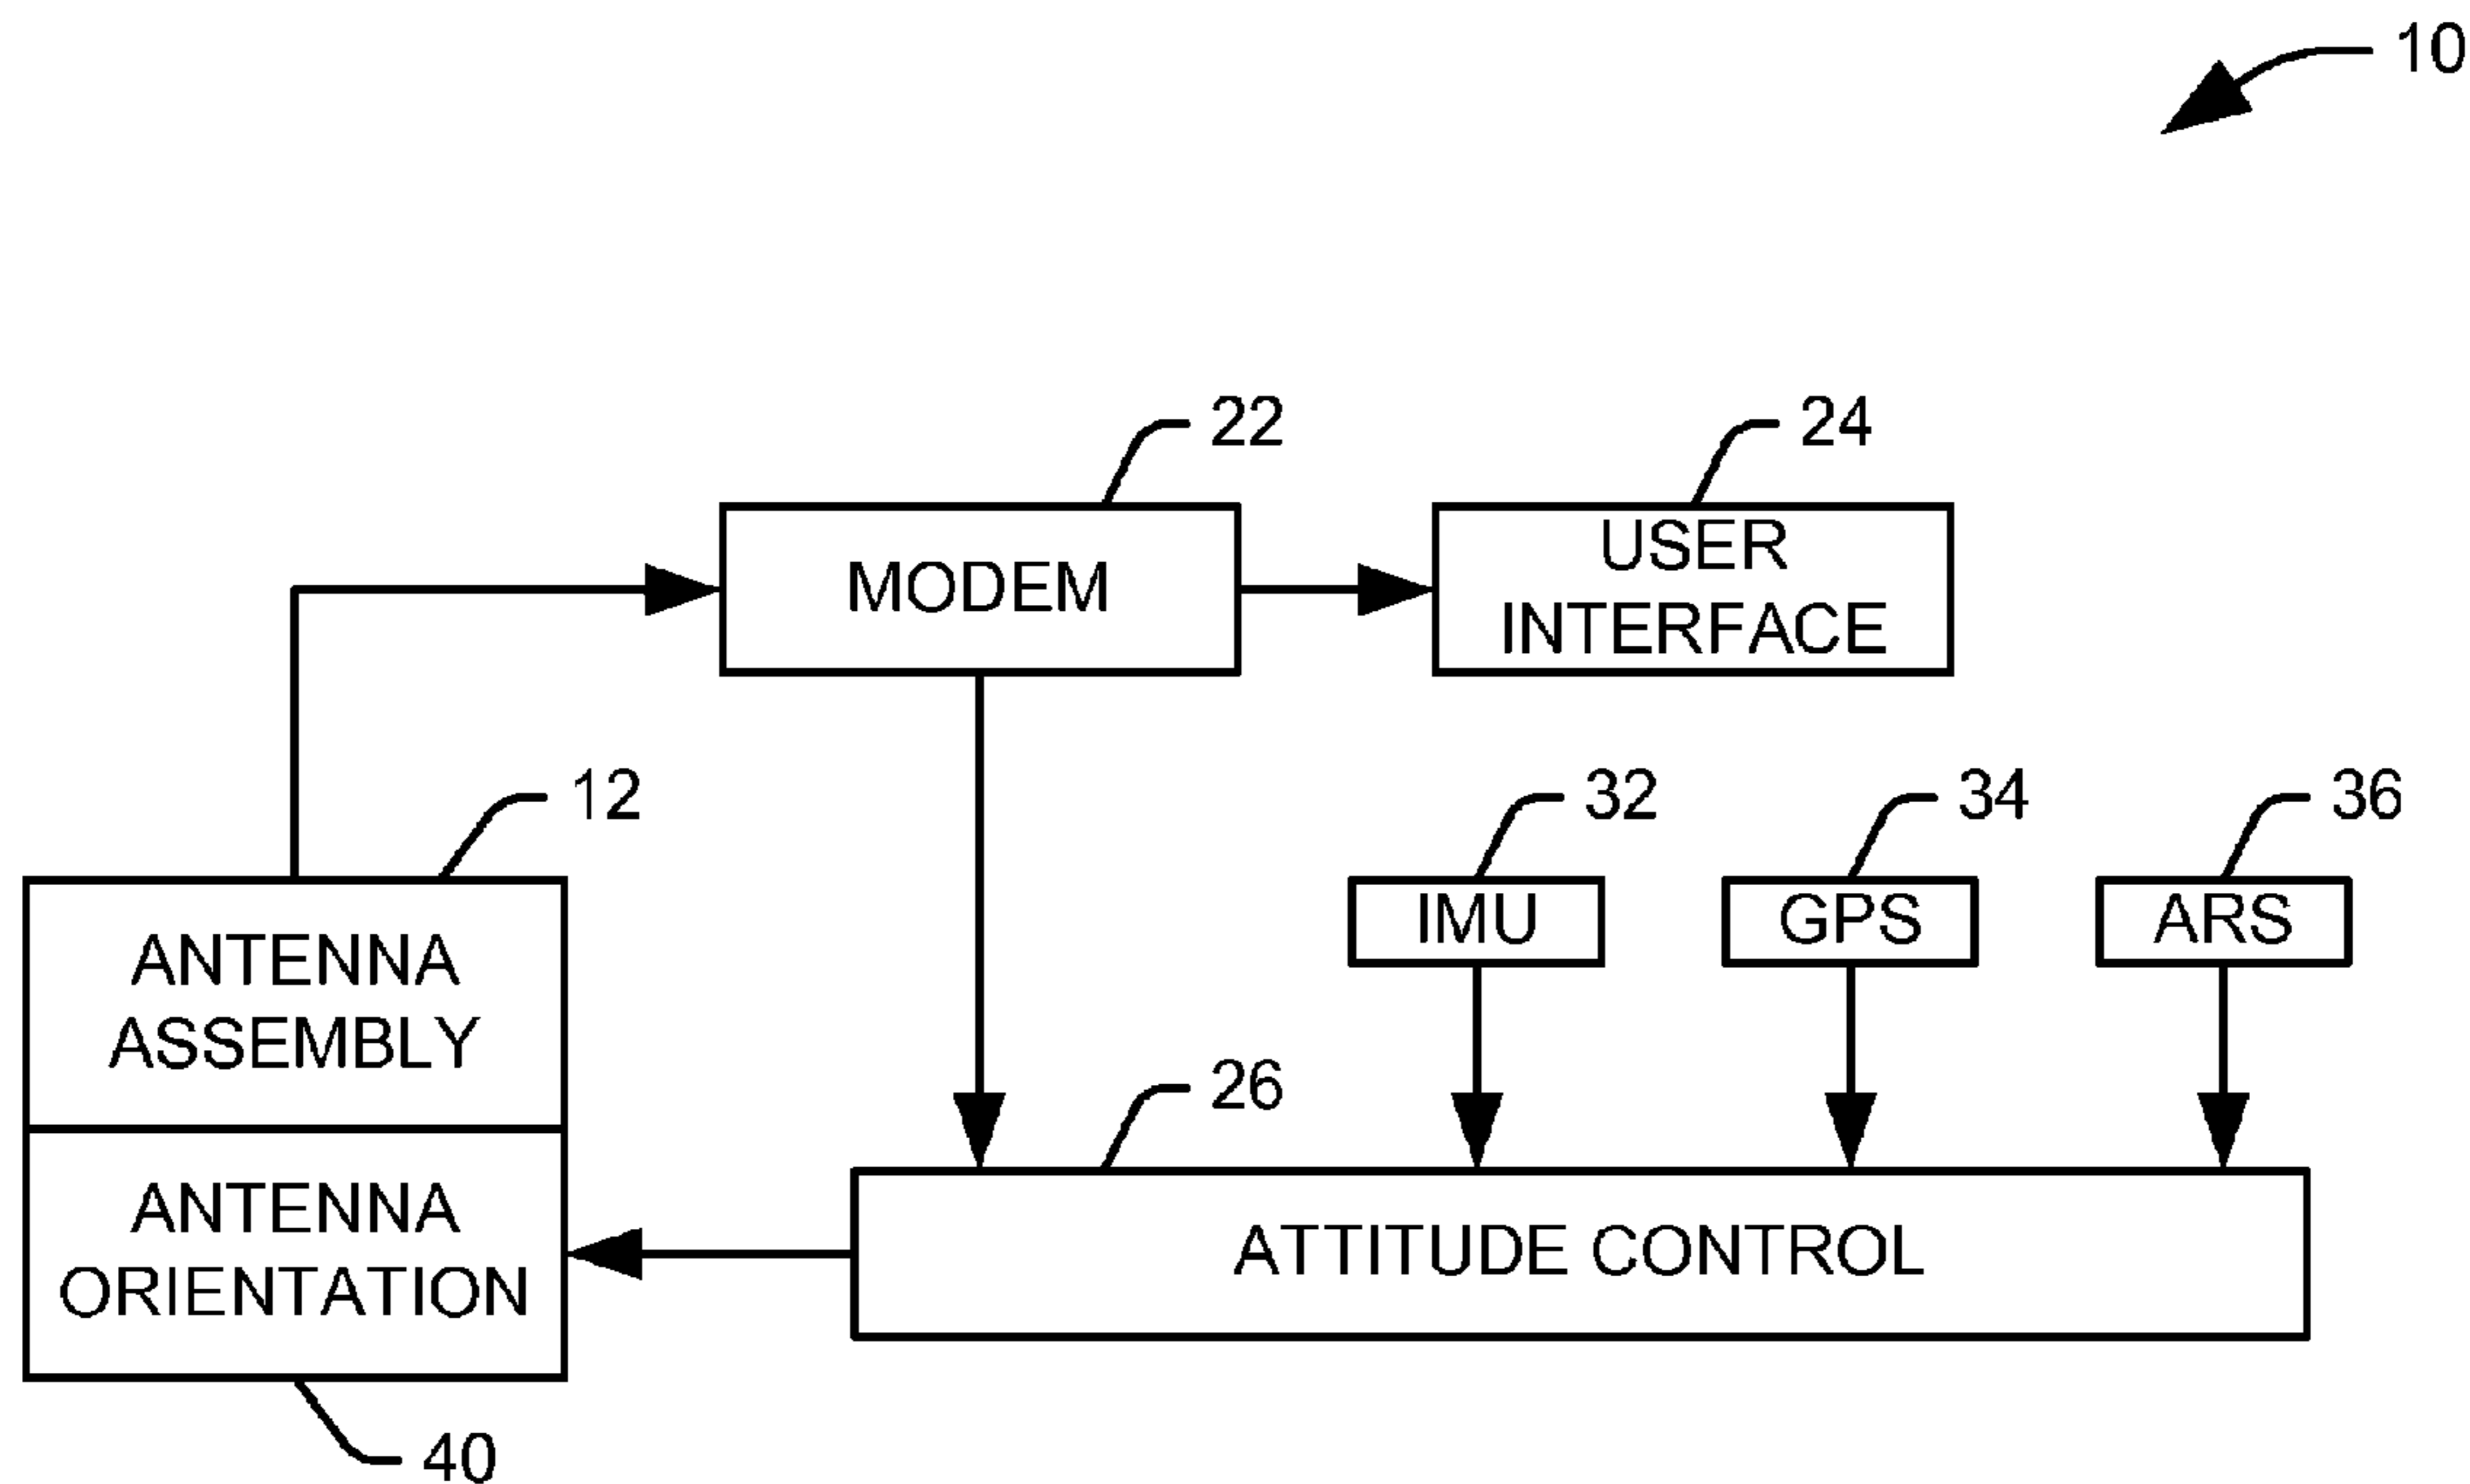 10
22
24
MODEM
USER
INTERFACE
12
32
34
36
ANTENNA
ASSEMBLY
IMU
GPS
ARS
26
ANTENNA
ORIENTATION
ATTITUDE CONTROL
40